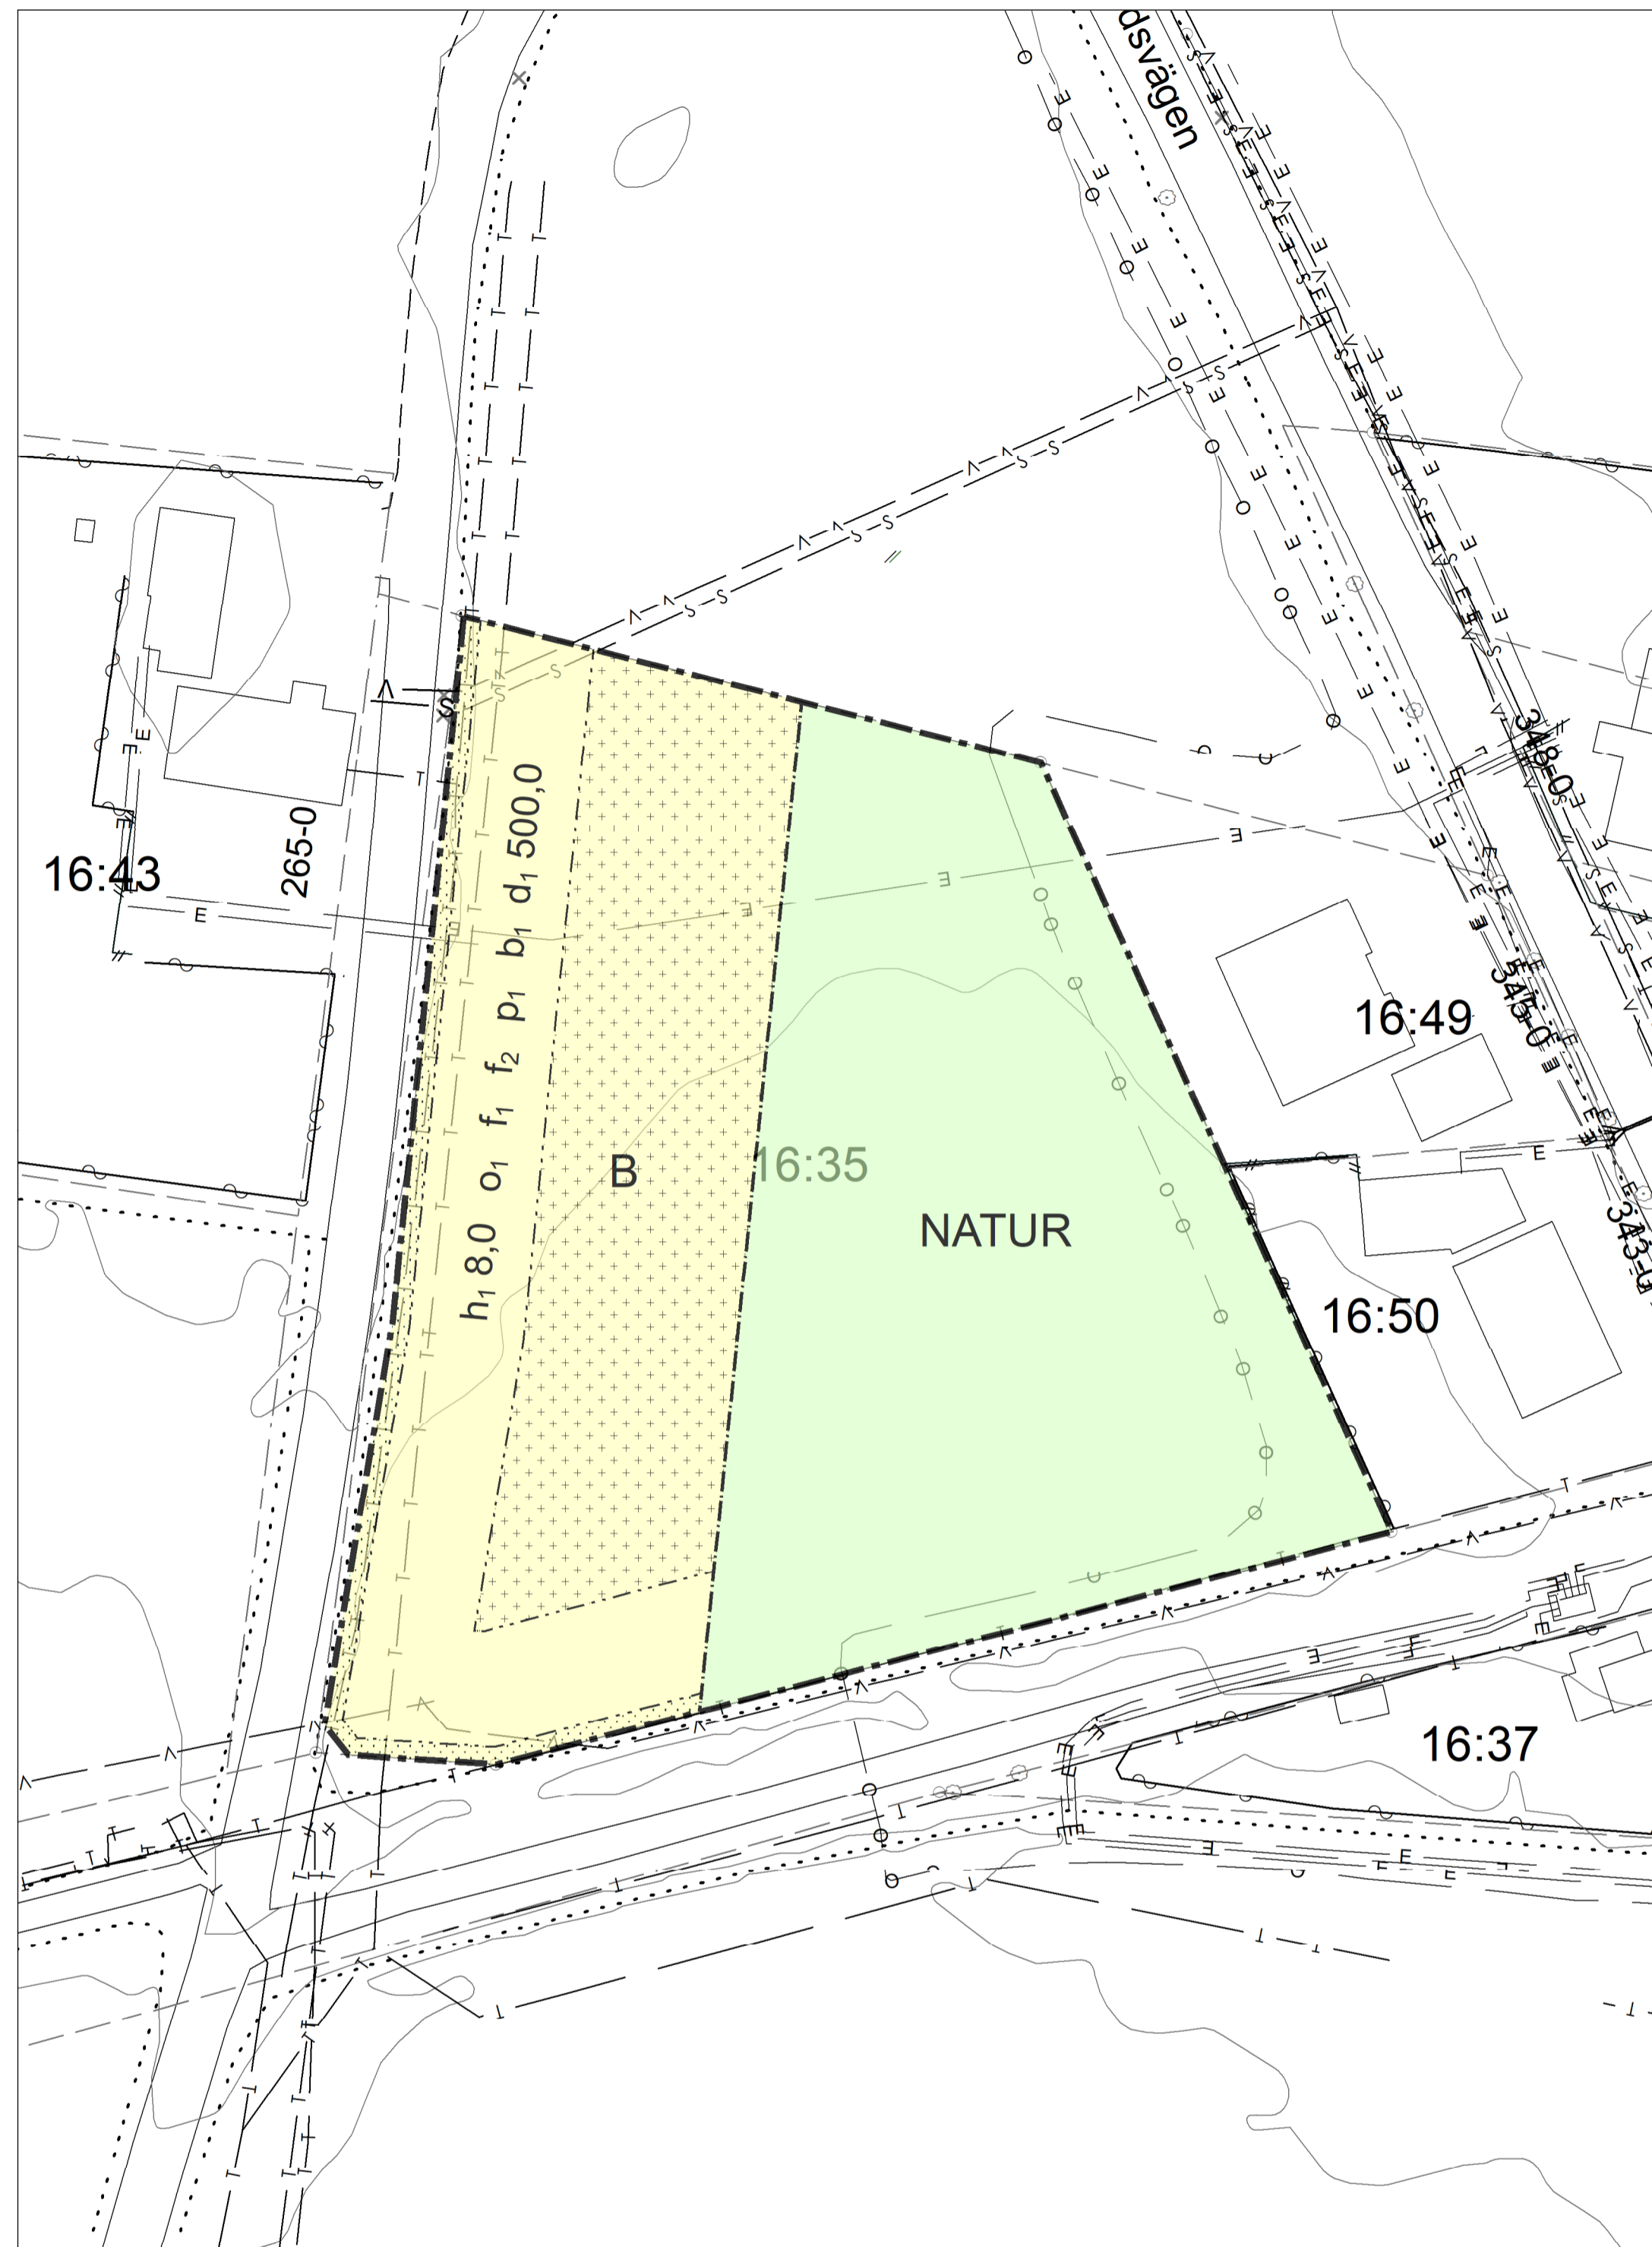 dsvägen
348-0
16:43
265-0
h₁ 8,0 o₁ f₁ f₂ p₁ b₁ d₁ 500,0
16:49
345-0
B
16:35
NATUR
16:50
16:37